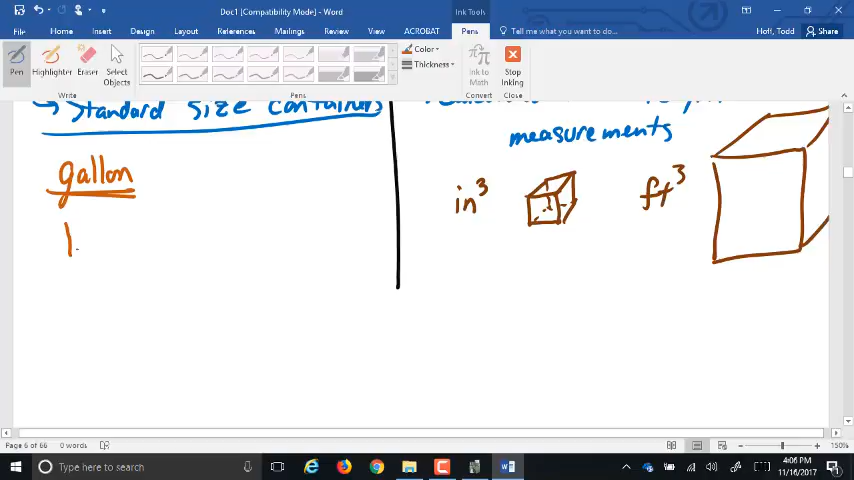 Doc1 [Compatibility Mode] - Word
Ink Tools
File Home Insert Design Layout References Mailings Review View ACROBAT Pens Tell me what you want to do... Hoff, Todd Share
Pen Highlighter Eraser Select Objects
Color
Thickness
Ink to Math
Stop Inking
Write Pens Convert Close
↳ Standard Size Containers
measurements
gallon
in³ ft³
1
Page 6 of 66 0 words 150%
Type here to search
4:06 PM
11/16/2017